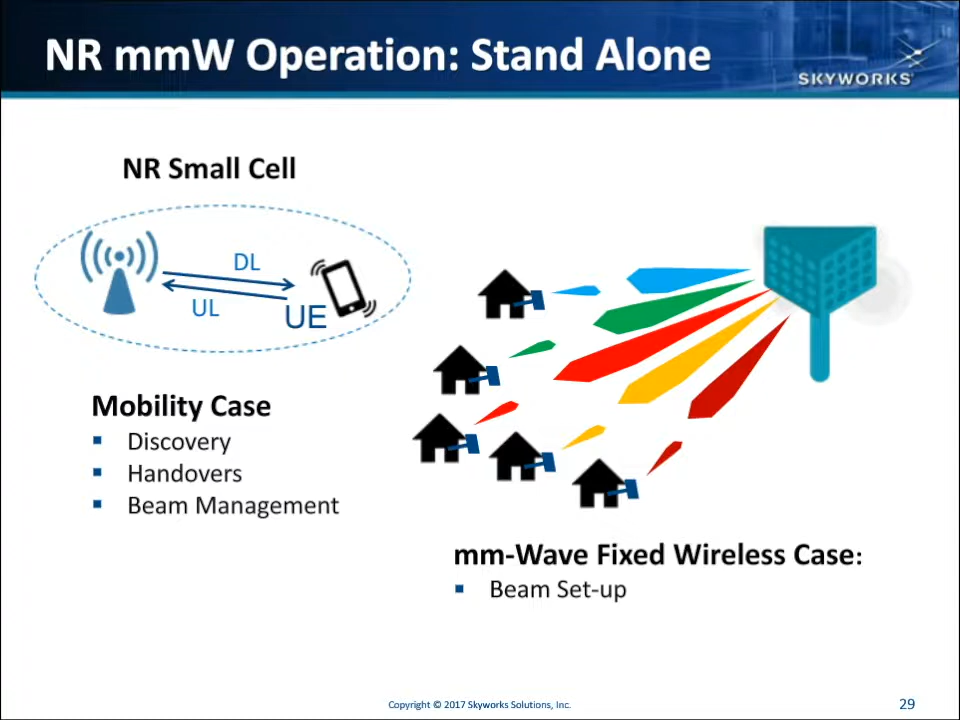 NR mmW Operation: Stand Alone
SKYWORKS
NR Small Cell
DL
UL
UE
Mobility Case
▪ Discovery
▪ Handovers
▪ Beam Management
mm-Wave Fixed Wireless Case:
▪ Beam Set-up
Copyright © 2017 Skyworks Solutions, Inc.
29